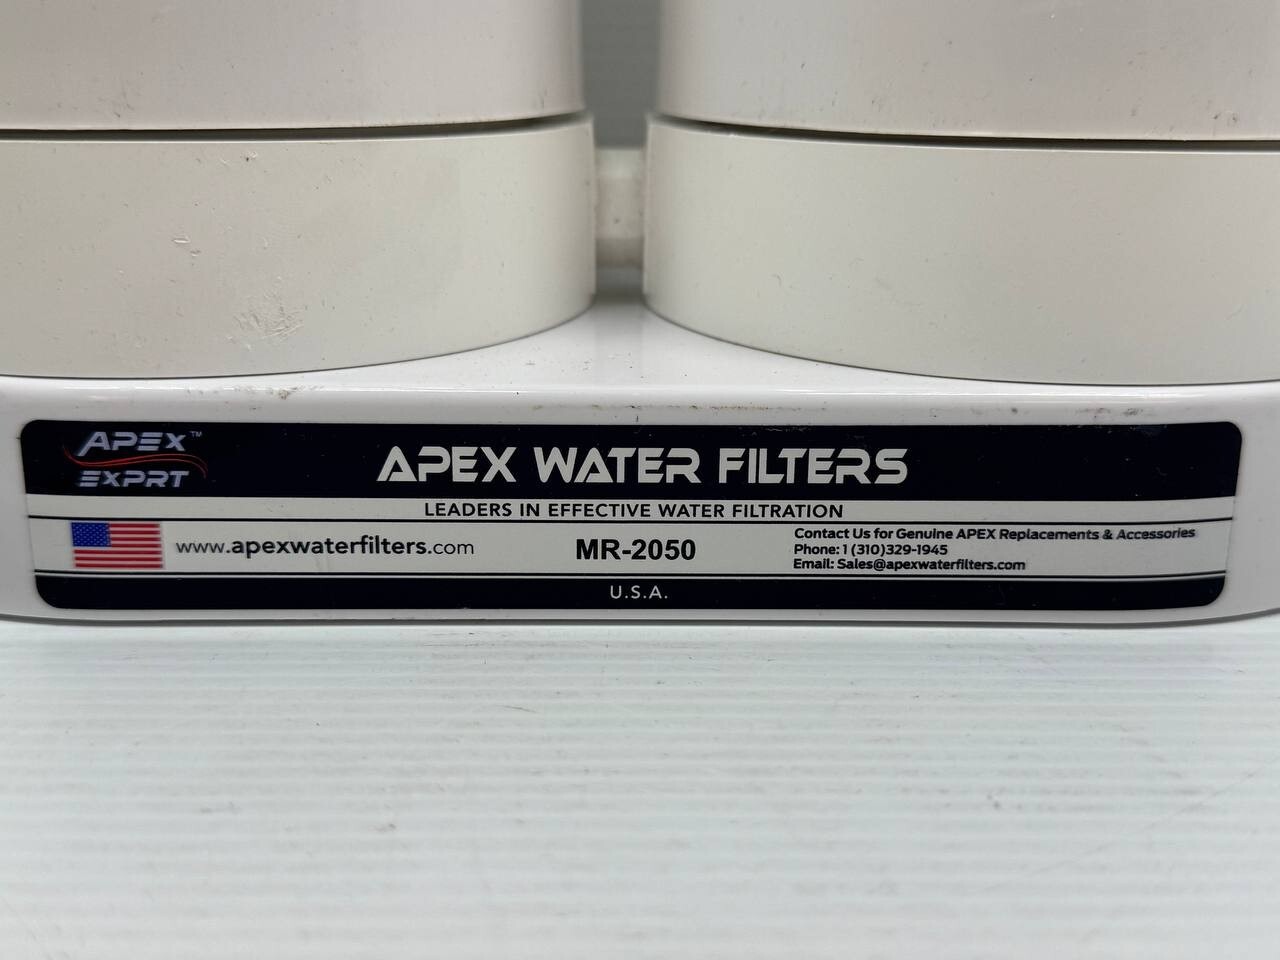 APEX™
EXPRT
APEX WATER FILTERS
LEADERS IN EFFECTIVE WATER FILTRATION
www.apexwaterfilters.com
MR-2050
Contact Us for Genuine APEX Replacements & Accessories
Phone: 1 (310)329-1945
Email: Sales@apexwaterfilters.com
U.S.A.